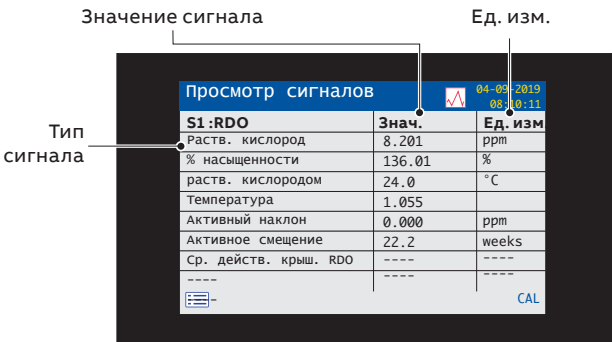 Значение сигнала Ед. изм.
Просмотр сигналов 04-09-2019
08:10:11
Тип
сигнала
S1:RDO Знач. Ед. изм
Раств. кислород 8.201 ppm
% насыщенности 136.01 %
раств. кислородом 24.0 °C
Температура 1.055
Активный наклон 0.000 ppm
Активное смещение 22.2 weeks
Ср. действ. крыш. RDO ---- ----
---- ---- ----
- CAL